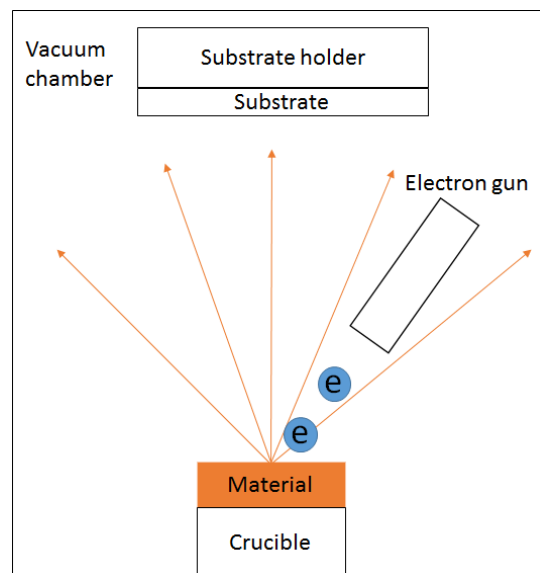 Vacuum
chamber
Substrate holder
Substrate
Electron gun
e
e
Material
Crucible